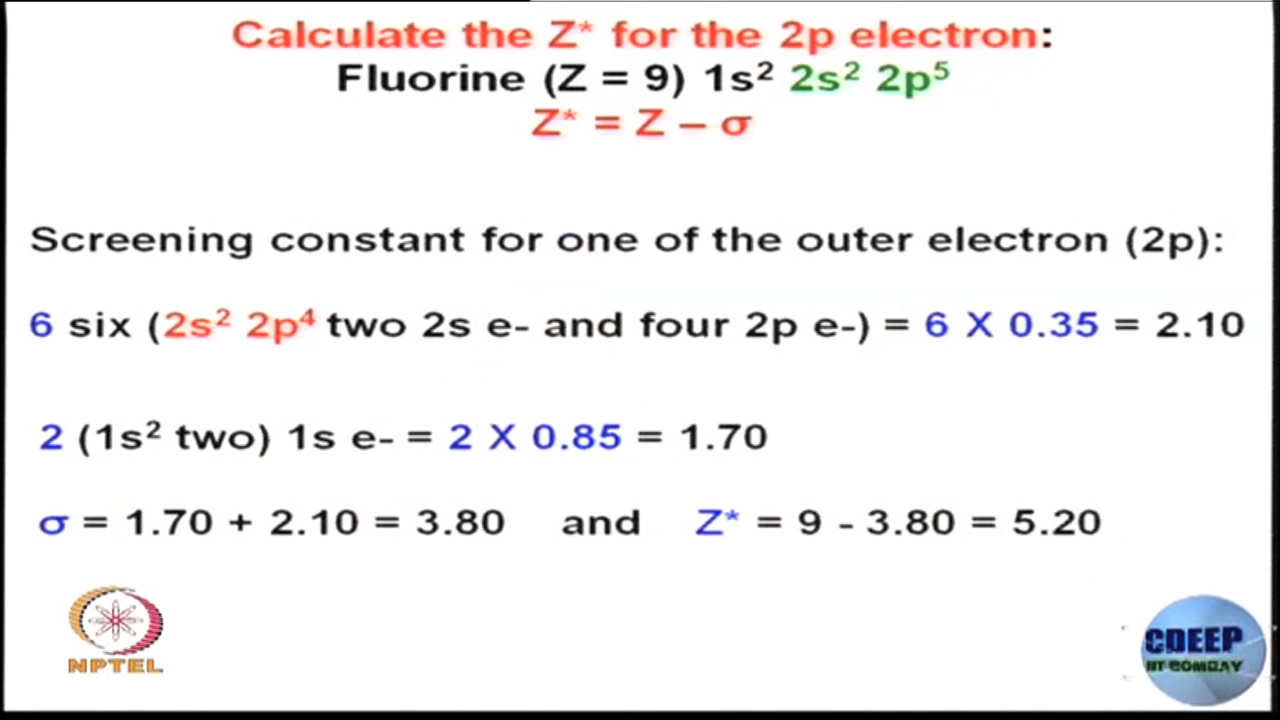 Calculate the Z* for the 2p electron:
Fluorine (Z = 9) 1s² 2s² 2p⁵
Z* = Z – σ
Screening constant for one of the outer electron (2p):
6 six (2s² 2p⁴ two 2s e- and four 2p e-) = 6 X 0.35 = 2.10
2 (1s² two) 1s e- = 2 X 0.85 = 1.70
σ = 1.70 + 2.10 = 3.80 and Z* = 9 - 3.80 = 5.20
NPTEL
CDEEP
IIT BOMBAY